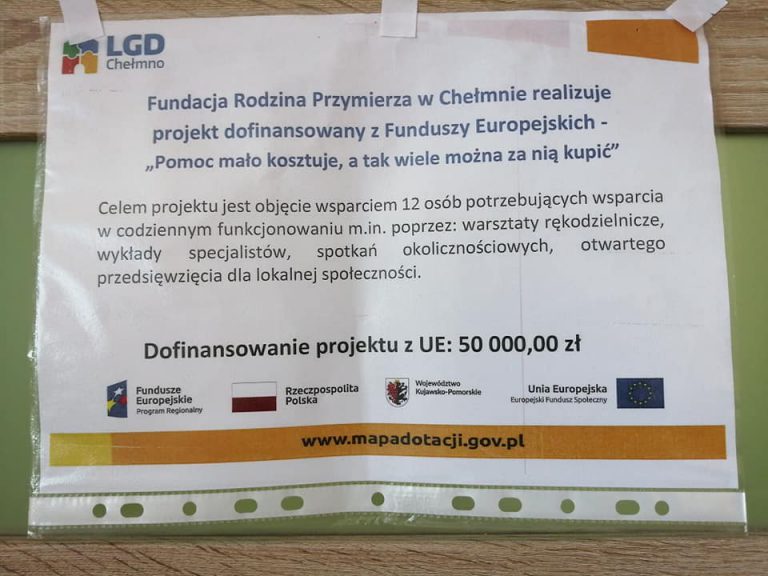 LGD
Chełmno
Fundacja Rodzina Przymierza w Chełmnie realizuje
projekt dofinansowany z Funduszy Europejskich -
„Pomoc mało kosztuje, a tak wiele można za nią kupić”
Celem projektu jest objęcie wsparciem 12 osób potrzebujących wsparcia
w codziennym funkcjonowaniu m.in. poprzez: warsztaty rękodzielnicze,
wykłady specjalistów, spotkań okolicznościowych, otwartego
przedsięwzięcia dla lokalnej społeczności.
Dofinansowanie projektu z UE: 50 000,00 zł
Fundusze
Europejskie
Program Regionalny
Rzeczpospolita
Polska
Województwo
Kujawsko-Pomorskie
Unia Europejska
Europejski Fundusz Społeczny
www.mapadotacji.gov.pl